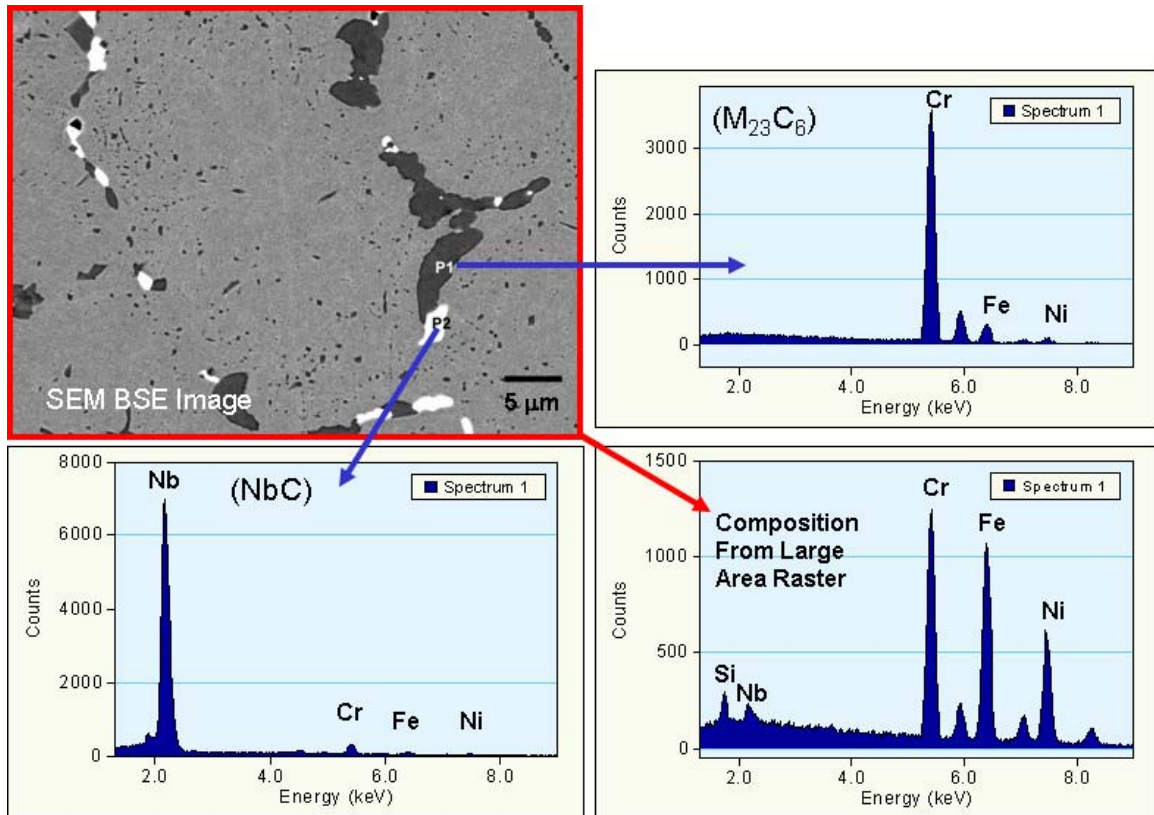 P1
P2
SEM BSE Image
5 µm
(M₂₃C₆)
Cr
Spectrum 1
Fe
Ni
Counts
3000
2000
1000
0
2.0 4.0 6.0 8.0
Energy (keV)
Nb
(NbC)
Spectrum 1
Cr
Fe
Ni
Counts
8000
6000
4000
2000
0
2.0 4.0 6.0 8.0
Energy (keV)
Composition
From Large
Area Raster
Cr
Spectrum 1
Fe
Ni
Si
Nb
Counts
1500
1000
500
0
2.0 4.0 6.0 8.0
Energy (keV)